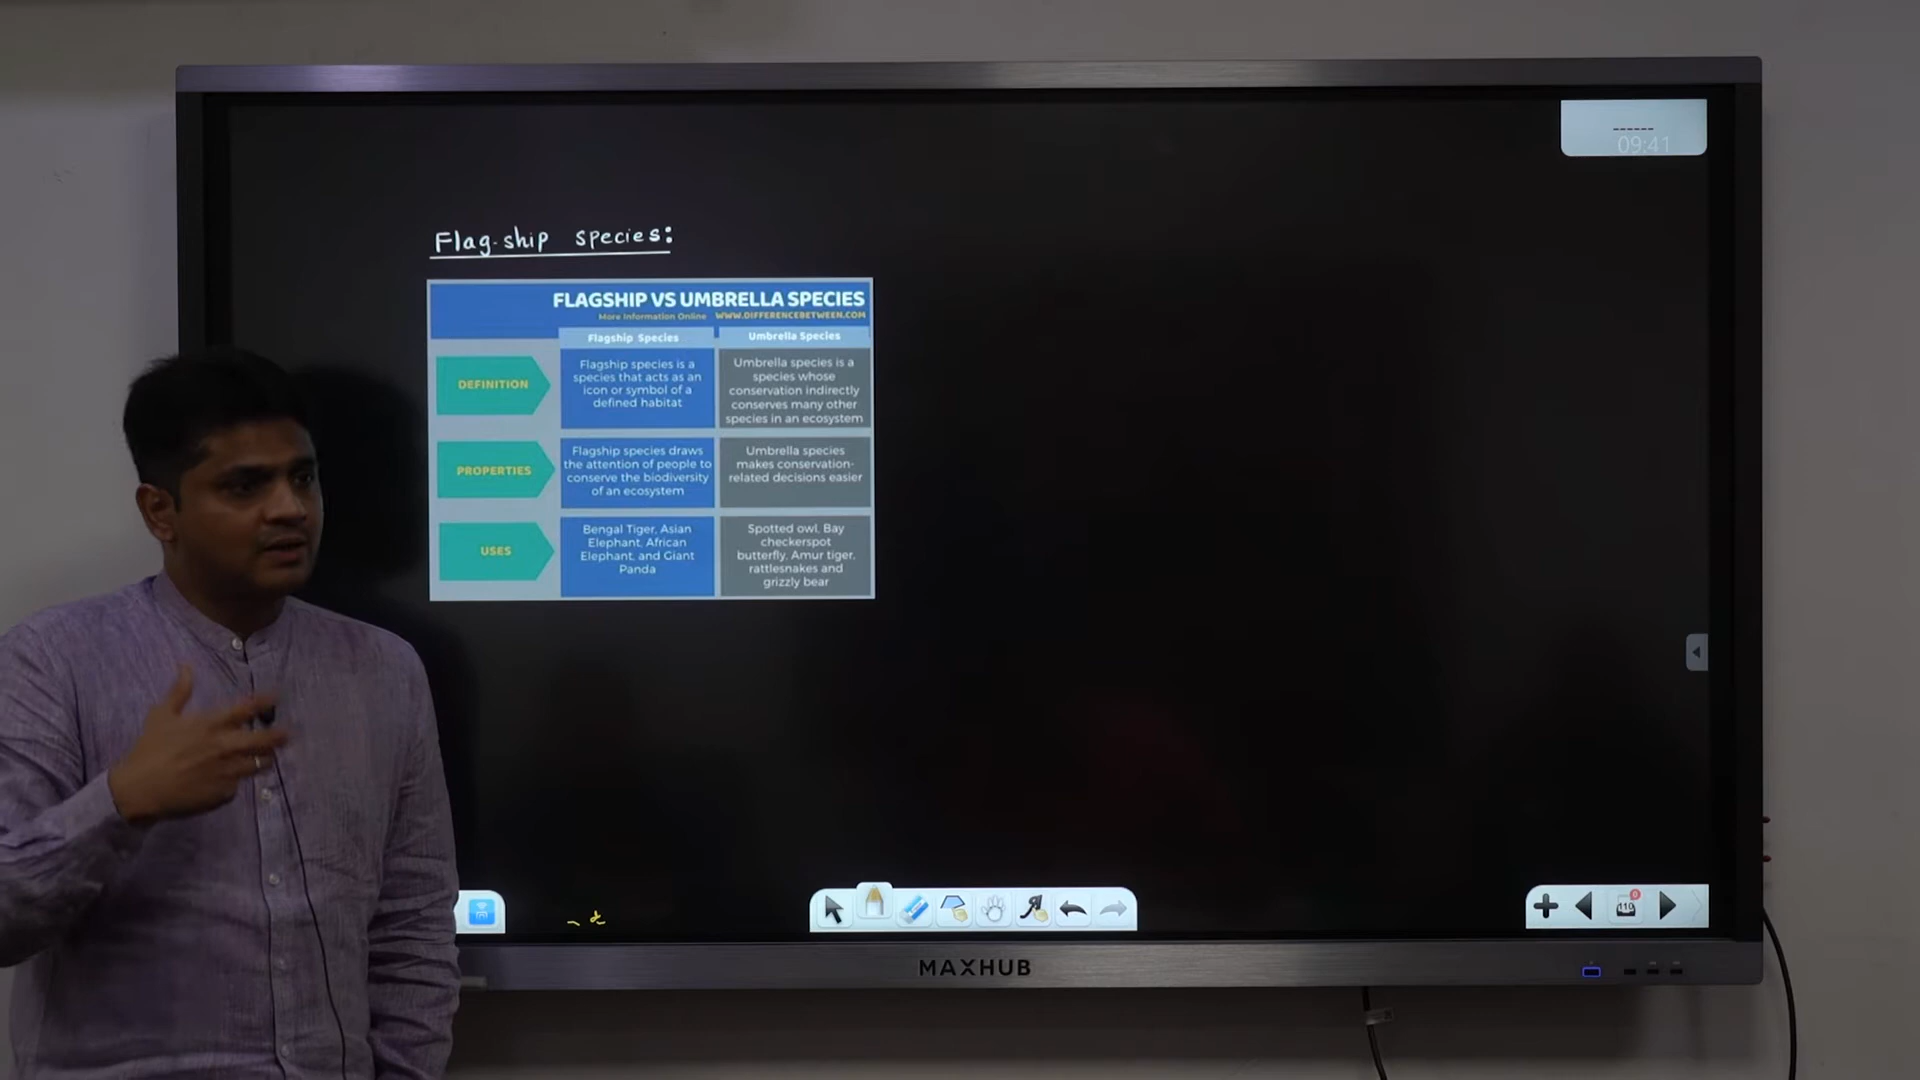 09:41
Flag-ship species:
FLAGSHIP VS UMBRELLA SPECIES
More Information Online WWW.DIFFERENCEBETWEEN.COM
Flagship Species
Umbrella Species
DEFINITION
Flagship species is a
species that acts as an
icon or symbol of a
defined habitat
Umbrella species is a
species whose
conservation indirectly
conserves many other
species in an ecosystem
PROPERTIES
Flagship species draws
the attention of people to
conserve the biodiversity
of an ecosystem
Umbrella species
makes conservation-
related decisions easier
USES
Bengal Tiger, Asian
Elephant, African
Elephant, and Giant
Panda
Spotted owl, Bay
checkerspot
butterfly, Amur tiger,
rattlesnakes and
grizzly bear
MAXHUB